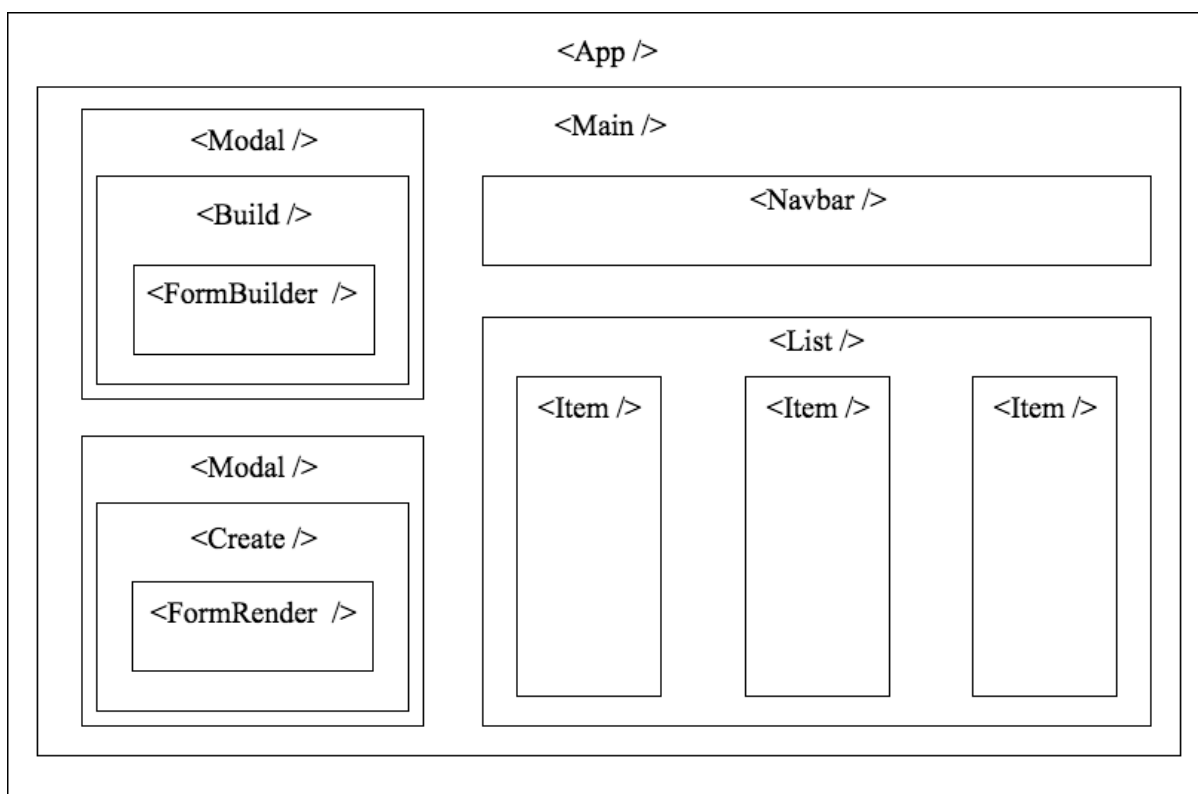 <App />
<Main />
<Modal />
<Build />
<FormBuilder  />
<Modal />
<Create />
<FormRender  />
<Navbar />
<List />
<Item />
<Item />
<Item />